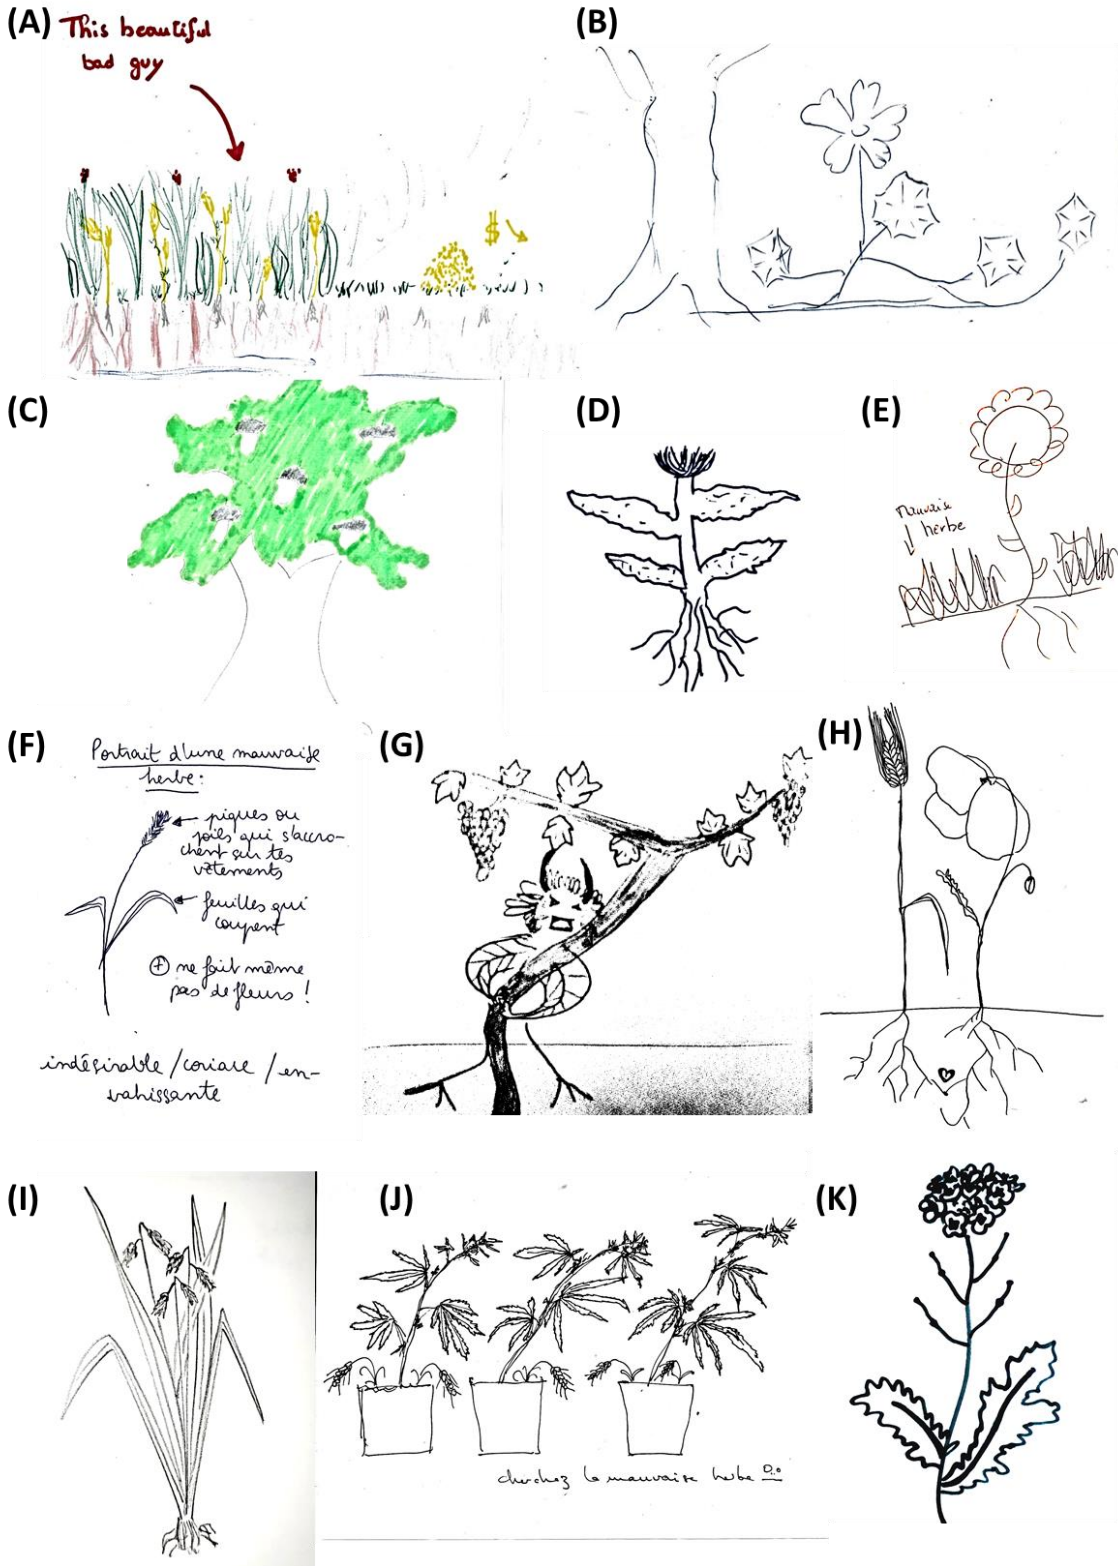 (A)
This beautiful
bad guy
$
(B)
(C)
(D)
(E)
mauvaise
herbe
(F)
Portrait d'une mauvaise
herbe :
piques ou
poils qui s'accro-
chent sur tes
vêtements
feuilles qui
coupent
+ ne fait même
pas de fleurs !
indésirable / coriace / en-
vahissante
(G)
(H)
(I)
(J)
cherchez la mauvaise herbe
(K)